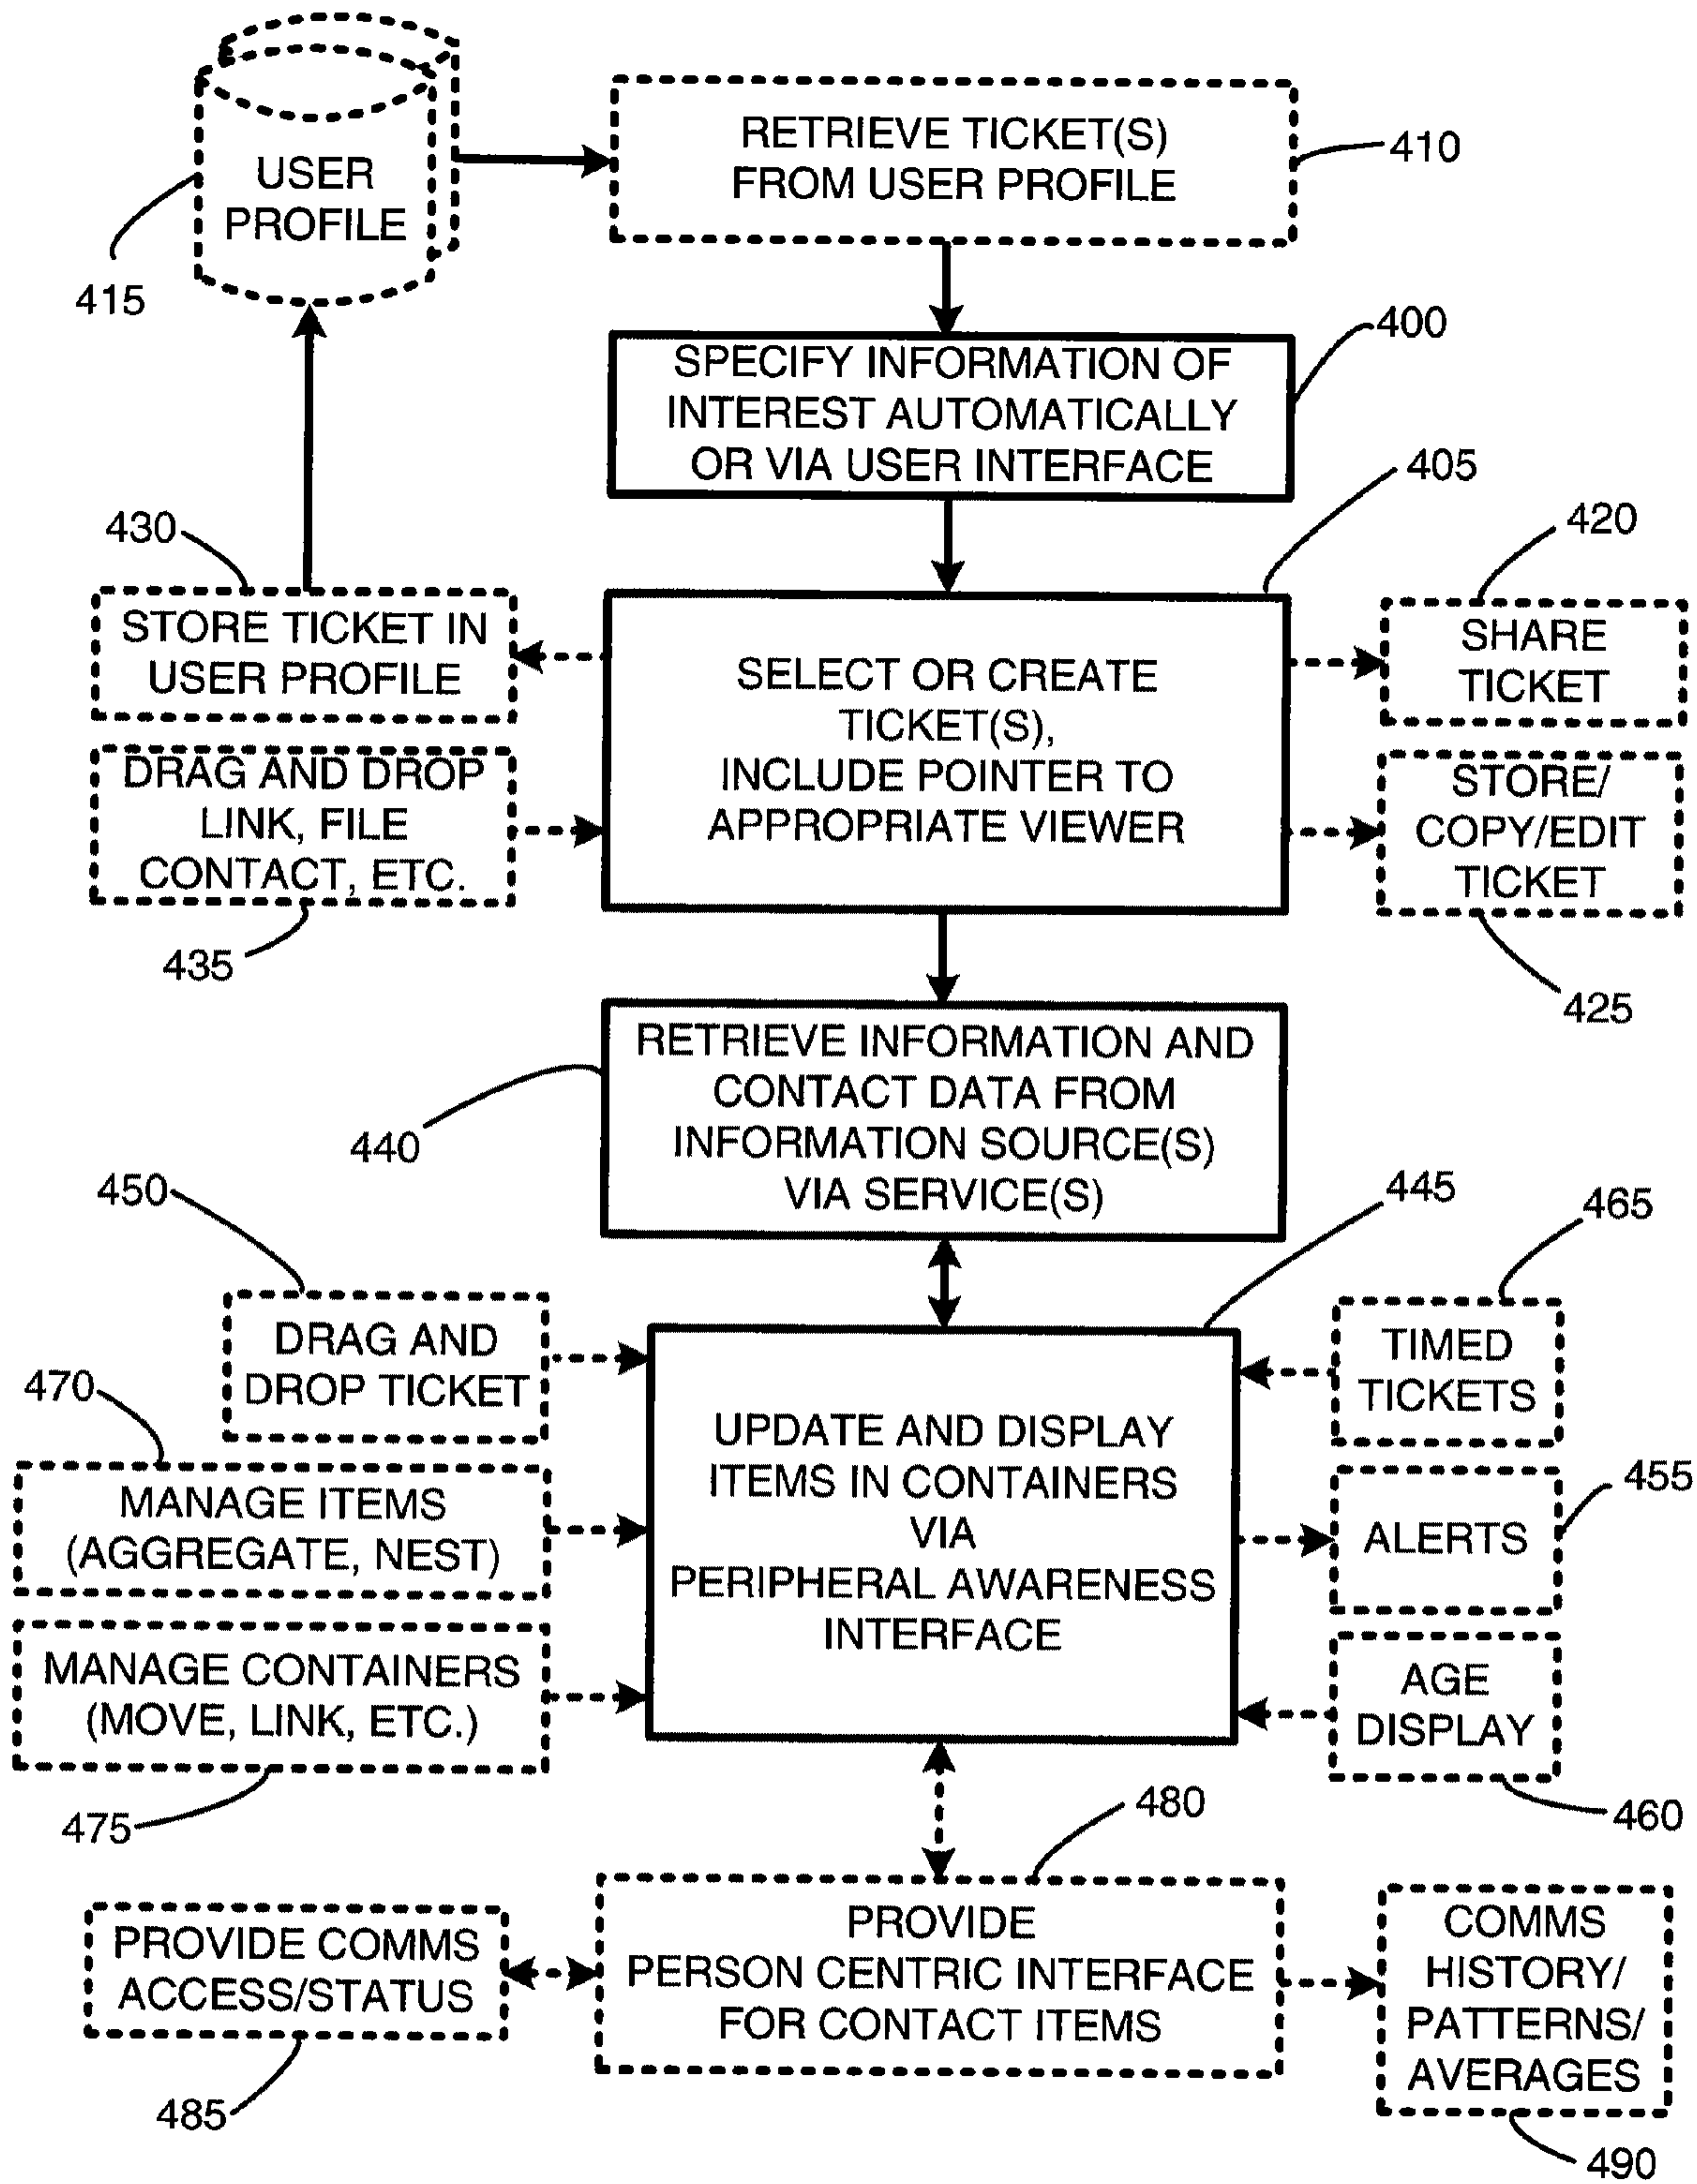 USER
PROFILE
415
RETRIEVE TICKET(S)
FROM USER PROFILE
410
SPECIFY INFORMATION OF
INTEREST AUTOMATICALLY
OR VIA USER INTERFACE
400
405
430
STORE TICKET IN
USER PROFILE
SELECT OR CREATE
TICKET(S),
INCLUDE POINTER TO
APPROPRIATE VIEWER
420
SHARE
TICKET
DRAG AND DROP
LINK, FILE
CONTACT, ETC.
435
STORE/
COPY/EDIT
TICKET
425
RETRIEVE INFORMATION AND
CONTACT DATA FROM
INFORMATION SOURCE(S)
VIA SERVICE(S)
440
450
DRAG AND
DROP TICKET
445
465
TIMED
TICKETS
470
MANAGE ITEMS
(AGGREGATE, NEST)
UPDATE AND DISPLAY
ITEMS IN CONTAINERS
VIA
PERIPHERAL AWARENESS
INTERFACE
455
ALERTS
MANAGE CONTAINERS
(MOVE, LINK, ETC.)
475
AGE
DISPLAY
460
480
PROVIDE COMMS
ACCESS/STATUS
485
PROVIDE
PERSON CENTRIC INTERFACE
FOR CONTACT ITEMS
COMMS
HISTORY/
PATTERNS/
AVERAGES
490